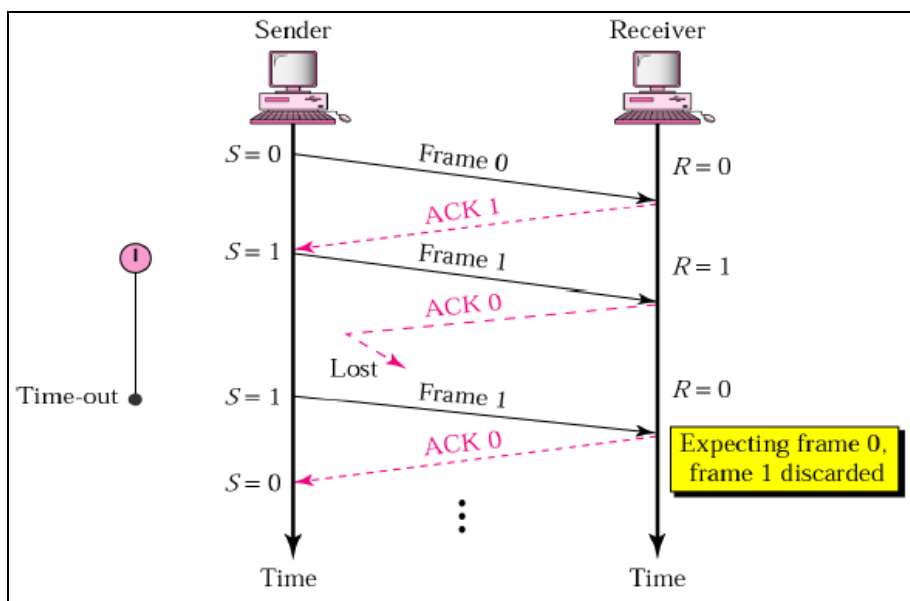 Sender
Receiver
S = 0
Frame 0
R = 0
ACK 1
S = 1
Frame 1
R = 1
ACK 0
Lost
Time-out
S = 1
Frame 1
R = 0
ACK 0
Expecting frame 0,
frame 1 discarded
S = 0
Time
Time